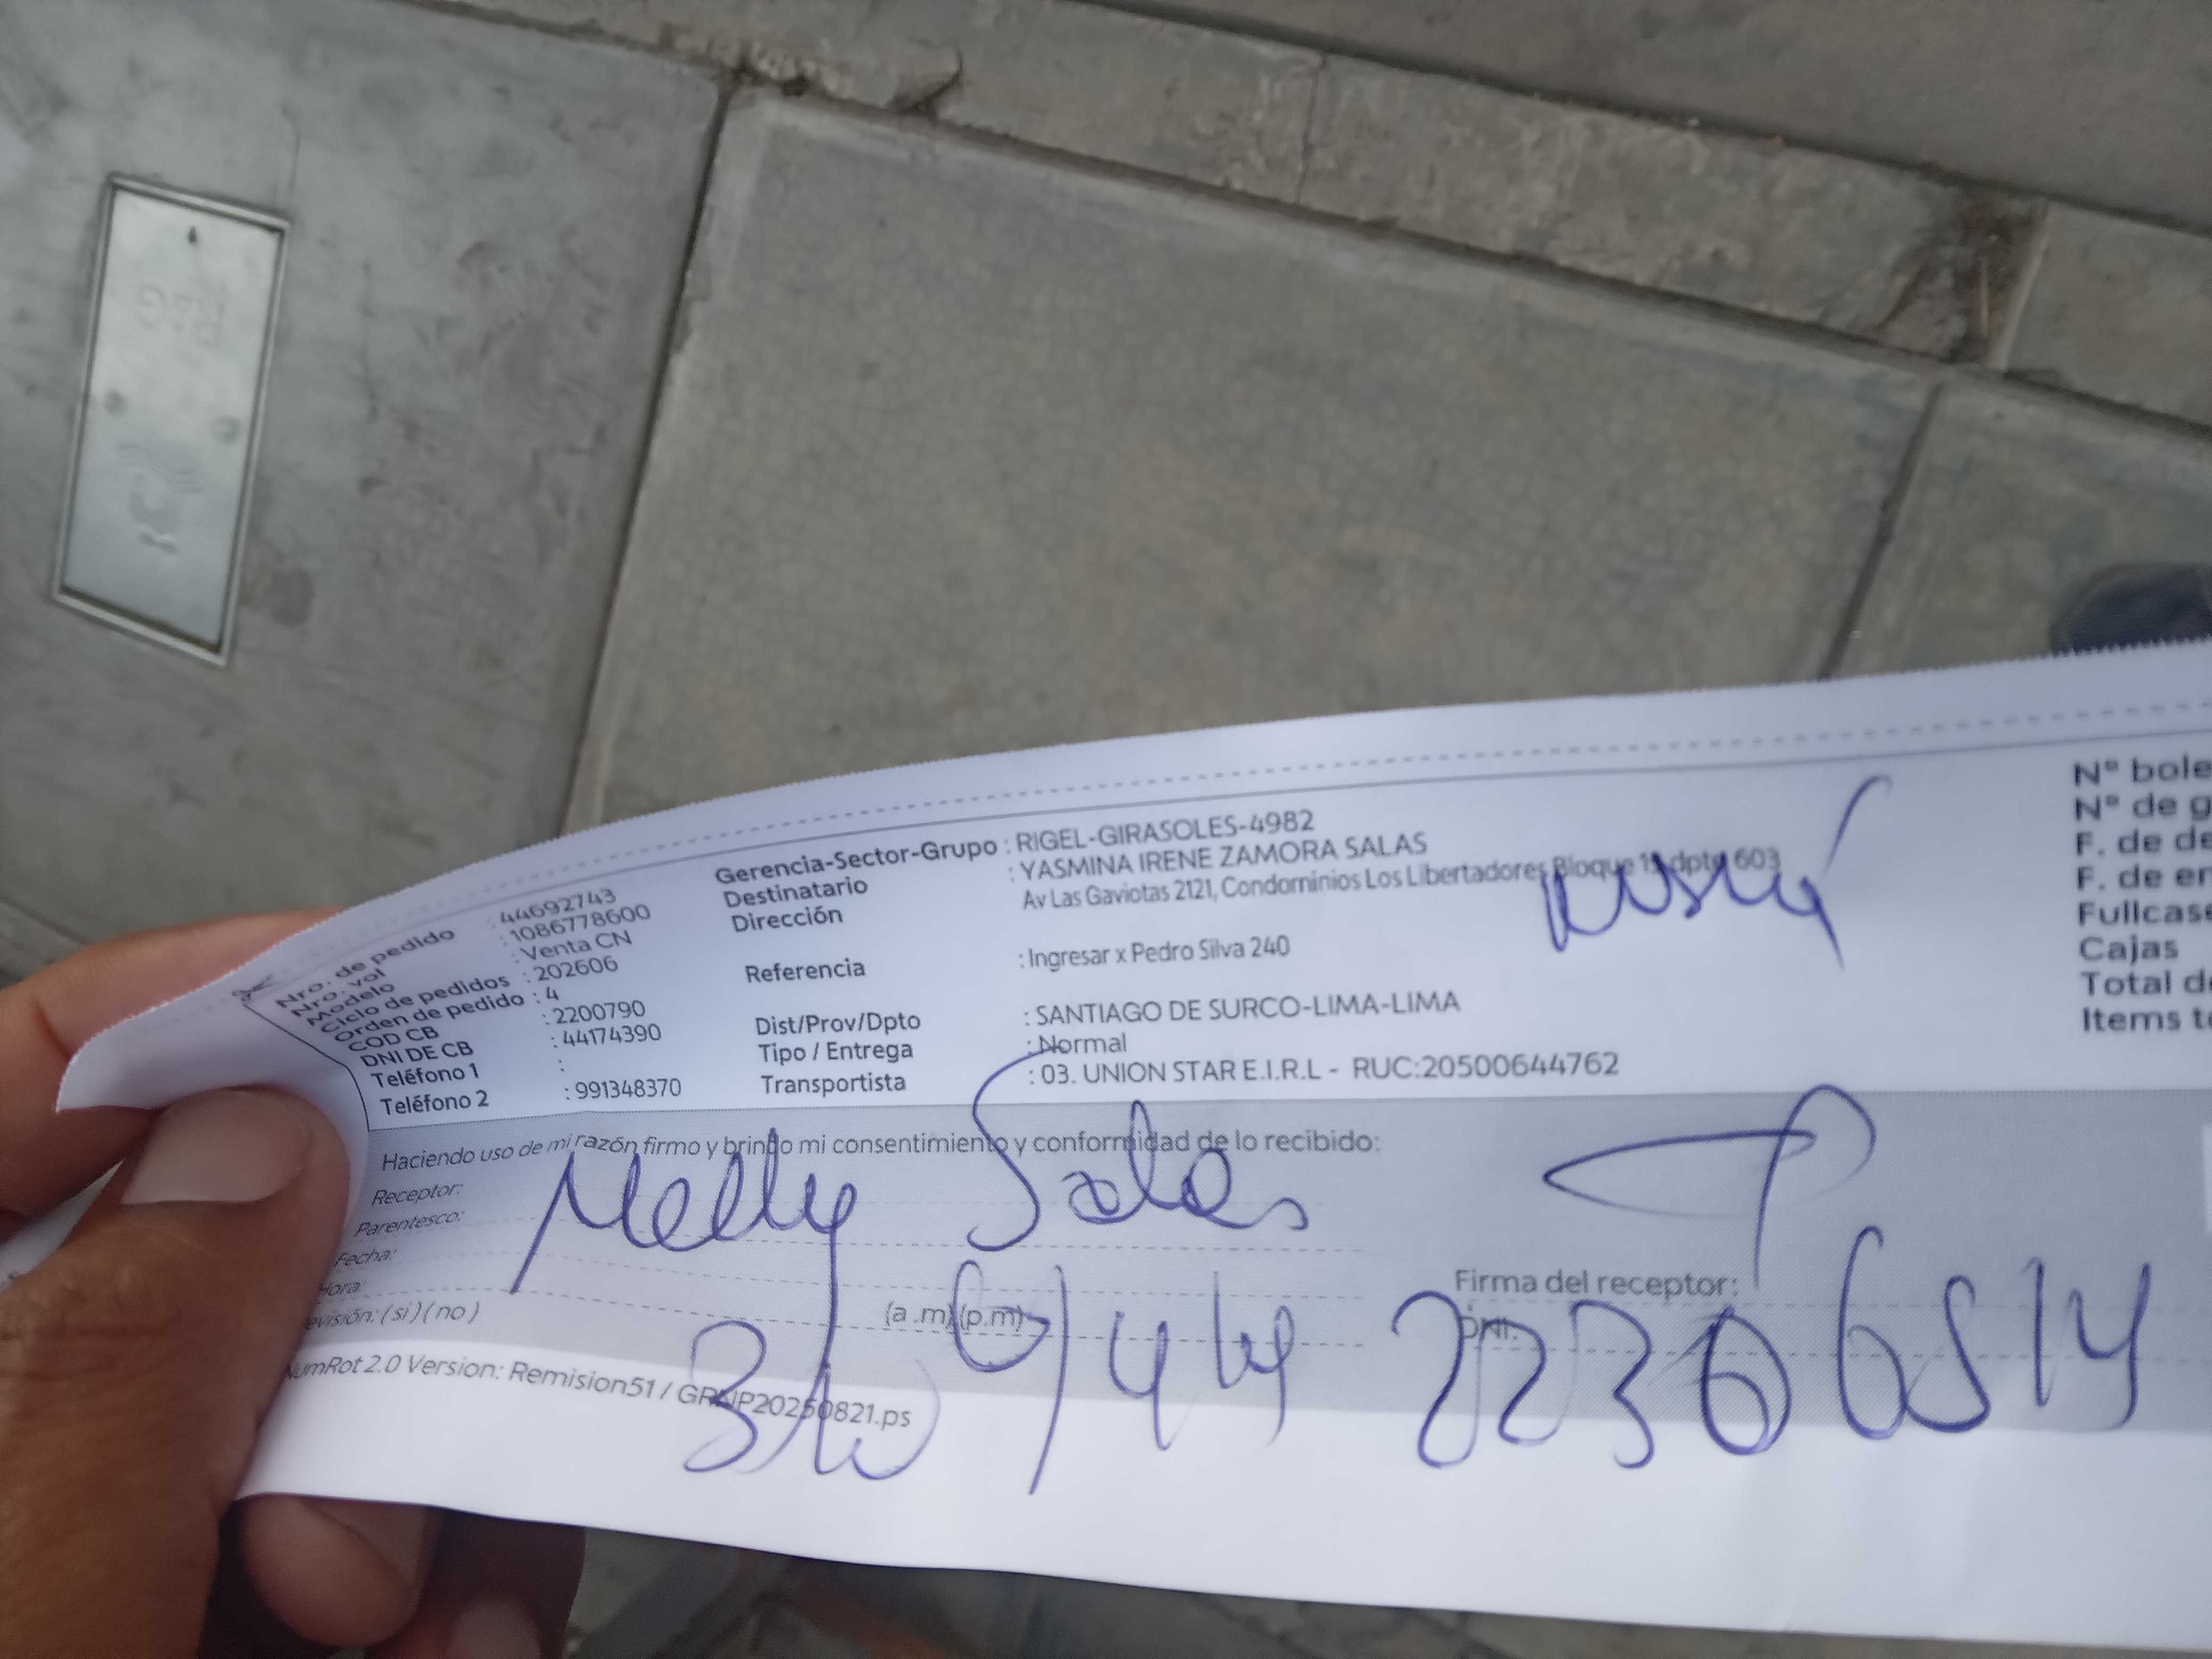 Nro. de pedido : 44692743
Nro. vol : 1086778600
Modelo : Venta CN
Ciclo de pedidos : 202606
Orden de pedido : 4
COD CB : 2200790
DNI DE CB : 44174390
Teléfono 1 :
Teléfono 2 : 991348370
Gerencia-Sector-Grupo : RIGEL-GIRASOLES-4982
Destinatario : YASMINA IRENE ZAMORA SALAS
Dirección Av Las Gaviotas 2121, Condominios Los Libertadores Bloque dpto 603
Referencia : Ingresar x Pedro Silva 240
Dist/Prov/Dpto : SANTIAGO DE SURCO-LIMA-LIMA
Tipo / Entrega : Normal
Transportista : 03. UNION STAR E.I.R.L - RUC:20500644762
N° bole
N° de g
F. de de
F. de en
Fullcase
Cajas
Total de
Items to
Haciendo uso de mi razón firmo y brindo mi consentimiento y conformidad de lo recibido:
Receptor: Nelly Salas
Parentesco:
Fecha:
Hora: (a .m) (p.m)
evisión: ( si ) ( no )
Firma del receptor:
DNI: 22306514
NumRot 2.0 Version: Remision51 / GRNP20250821.ps